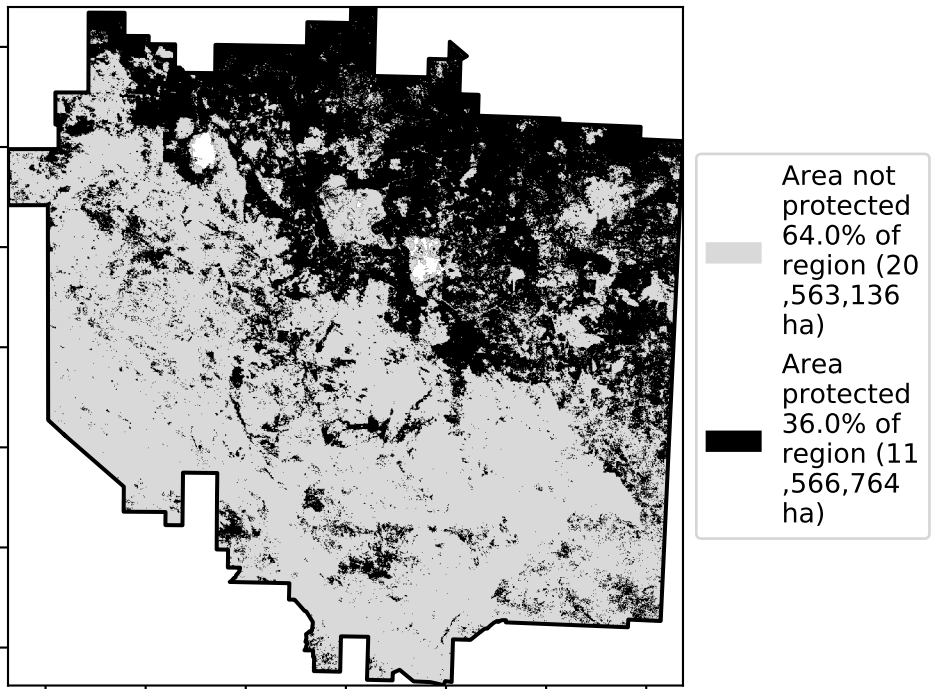 Area not
protected
64.0% of
region (20
,563,136
ha)
Area
protected
36.0% of
region (11
,566,764
ha)